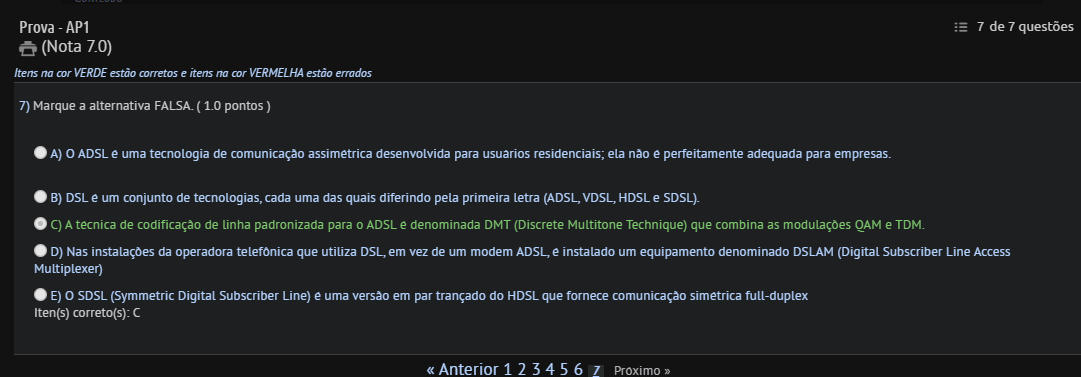 Prova - AP1
7 de 7 questões
(Nota 7.0)
Itens na cor VERDE estão corretos e itens na cor VERMELHA estão errados
7) Marque a alternativa FALSA. ( 1.0 pontos )
A) O ADSL é uma tecnologia de comunicação assimétrica desenvolvida para usuários residenciais; ela não é perfeitamente adequada para empresas.
B) DSL é um conjunto de tecnologias, cada uma das quais diferindo pela primeira letra (ADSL, VDSL, HDSL e SDSL).
C) A técnica de codificação de linha padronizada para o ADSL é denominada DMT (Discrete Multitone Technique) que combina as modulações QAM e TDM.
D) Nas instalações da operadora telefônica que utiliza DSL, em vez de um modem ADSL, é instalado um equipamento denominado DSLAM (Digital Subscriber Line Access
Multiplexer)
E) O SDSL (Symmetric Digital Subscriber Line) é uma versão em par trançado do HDSL que fornece comunicação simétrica full-duplex
Iten(s) correto(s): C
« Anterior 1 2 3 4 5 6 7 Próximo »